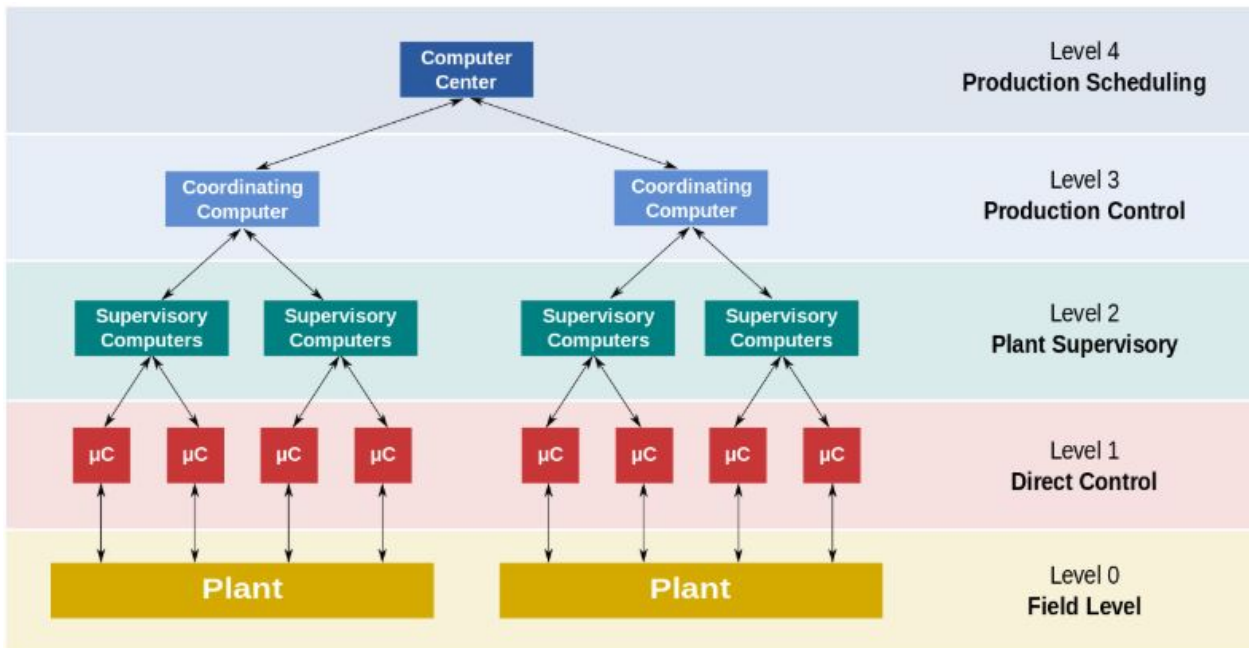 Computer
Center
Level 4
Production Scheduling
Coordinating
Computer
Coordinating
Computer
Level 3
Production Control
Supervisory
Computers
Supervisory
Computers
Supervisory
Computers
Supervisory
Computers
Level 2
Plant Supervisory
µC
µC
µC
µC
µC
µC
µC
µC
Level 1
Direct Control
Plant
Plant
Level 0
Field Level